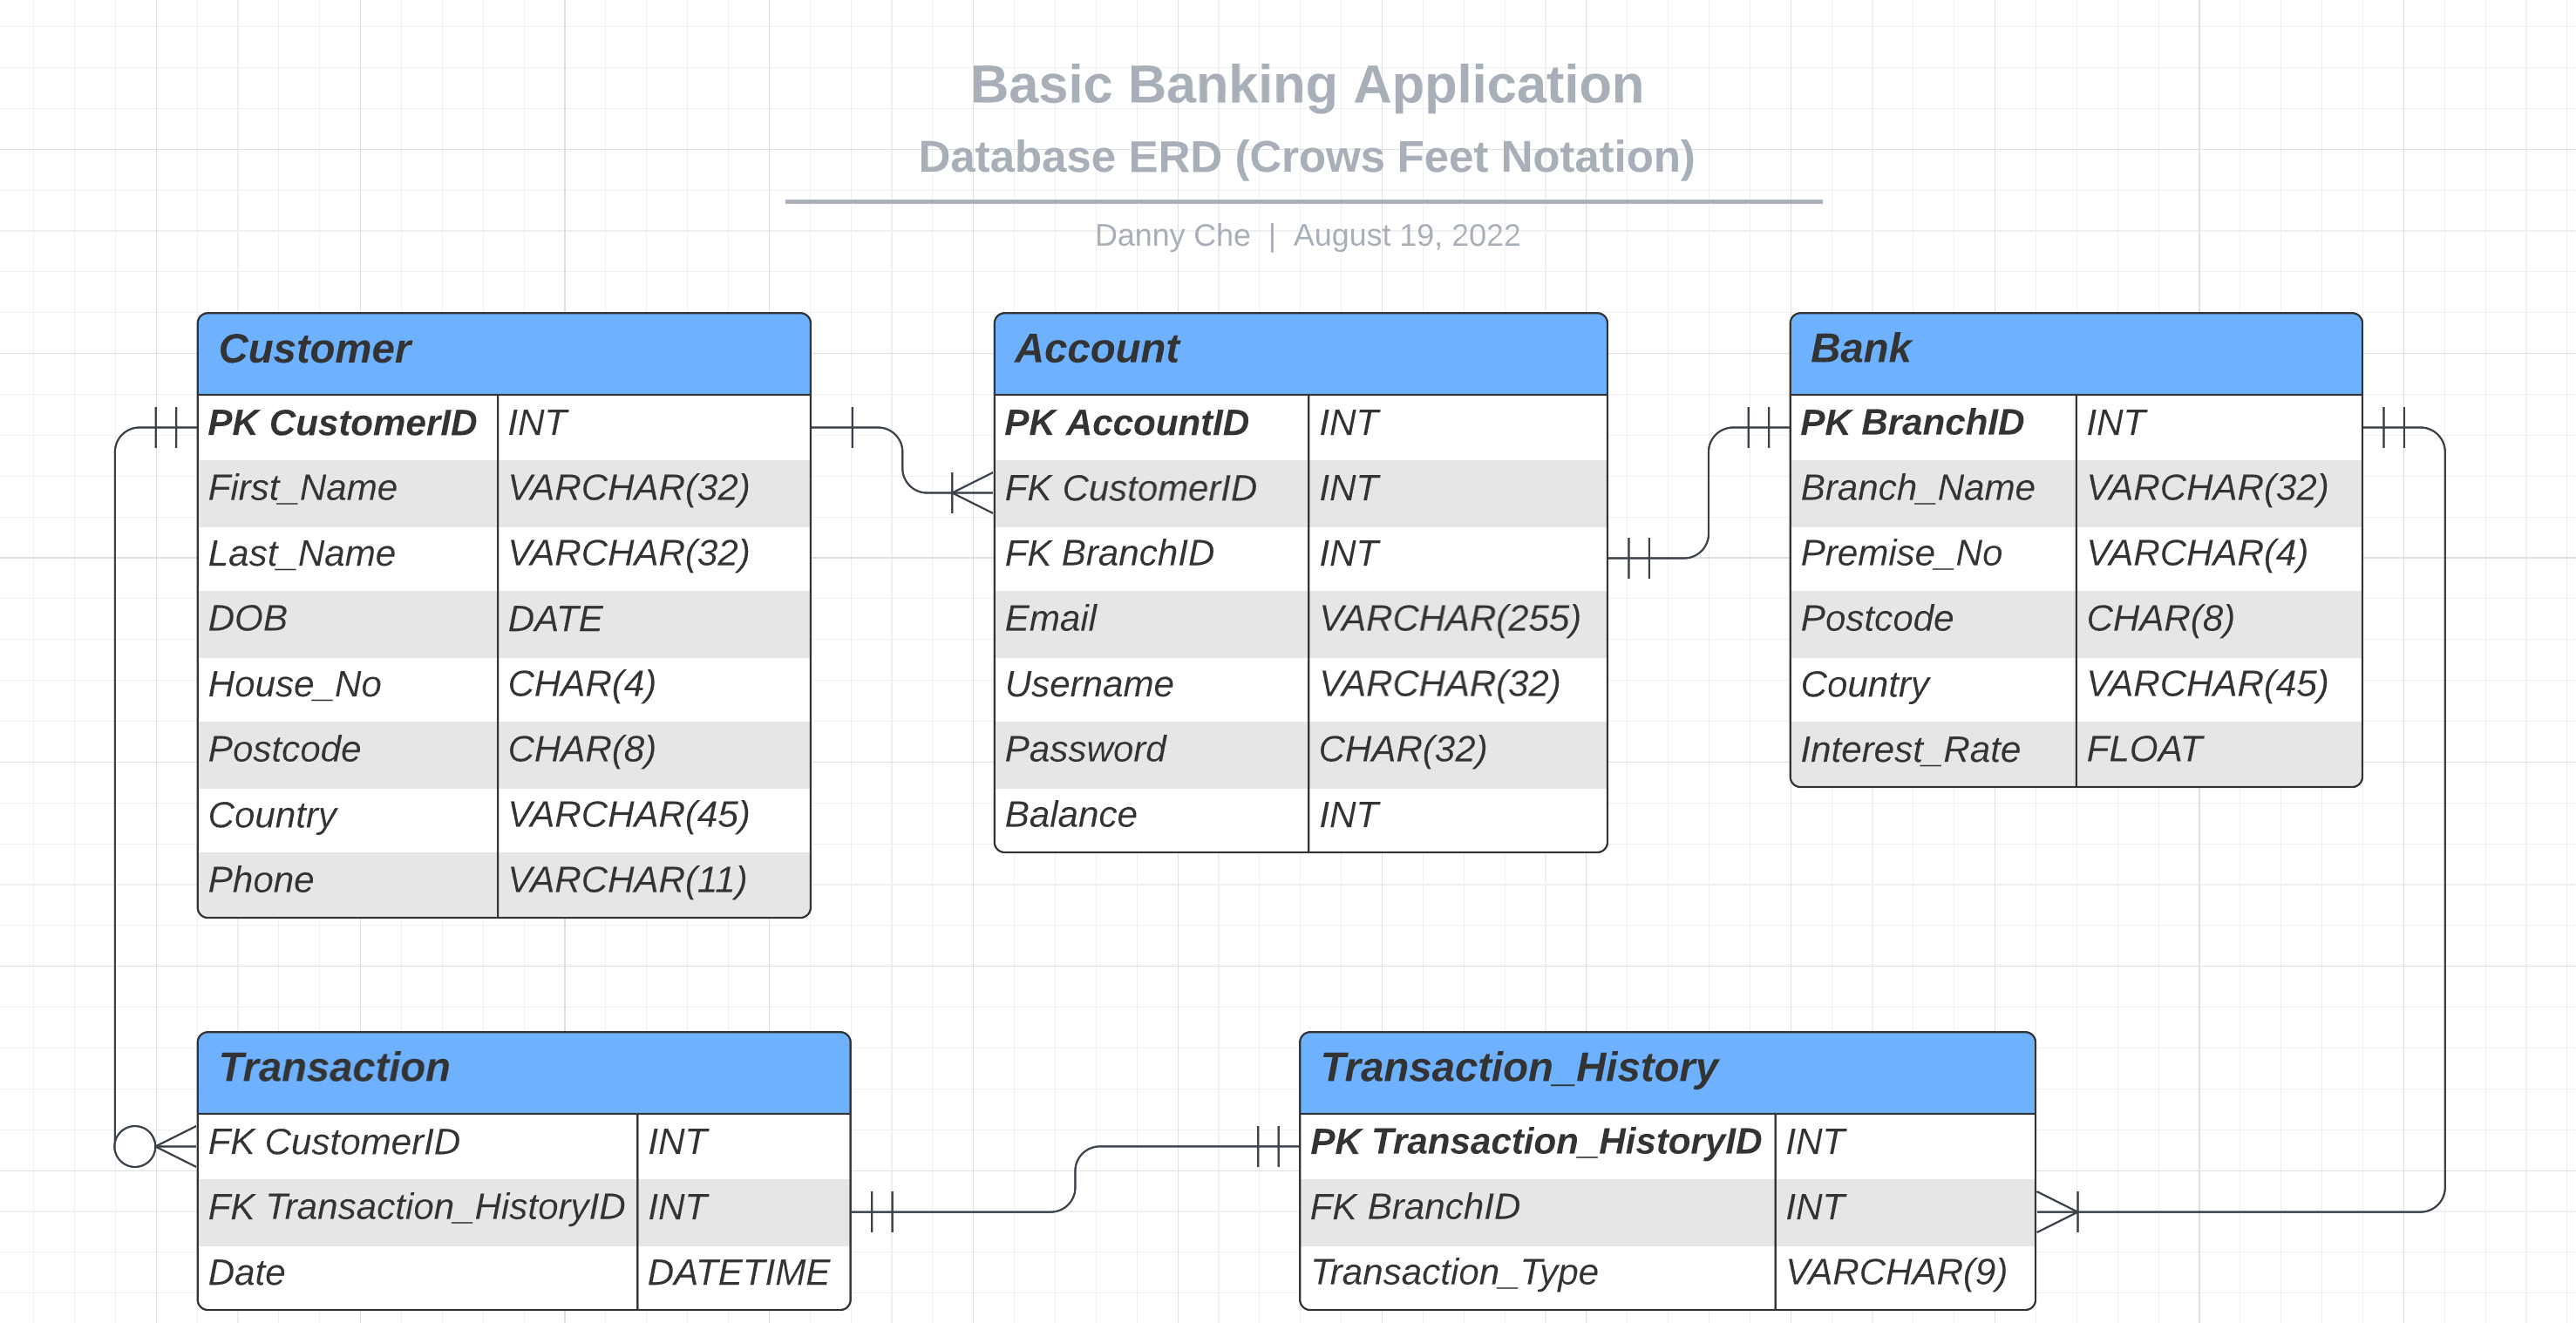 Basic Banking Application
Database ERD (Crows Feet Notation)
Danny Che | August 19, 2022
Customer
PK CustomerID INT
First_Name VARCHAR(32)
Last_Name VARCHAR(32)
DOB DATE
House_No CHAR(4)
Postcode CHAR(8)
Country VARCHAR(45)
Phone VARCHAR(11)
Account
PK AccountID INT
FK CustomerID INT
FK BranchID INT
Email VARCHAR(255)
Username VARCHAR(32)
Password CHAR(32)
Balance INT
Bank
PK BranchID INT
Branch_Name VARCHAR(32)
Premise_No VARCHAR(4)
Postcode CHAR(8)
Country VARCHAR(45)
Interest_Rate FLOAT
Transaction
FK CustomerID INT
FK Transaction_HistoryID INT
Date DATETIME
Transaction_History
PK Transaction_HistoryID INT
FK BranchID INT
Transaction_Type VARCHAR(9)